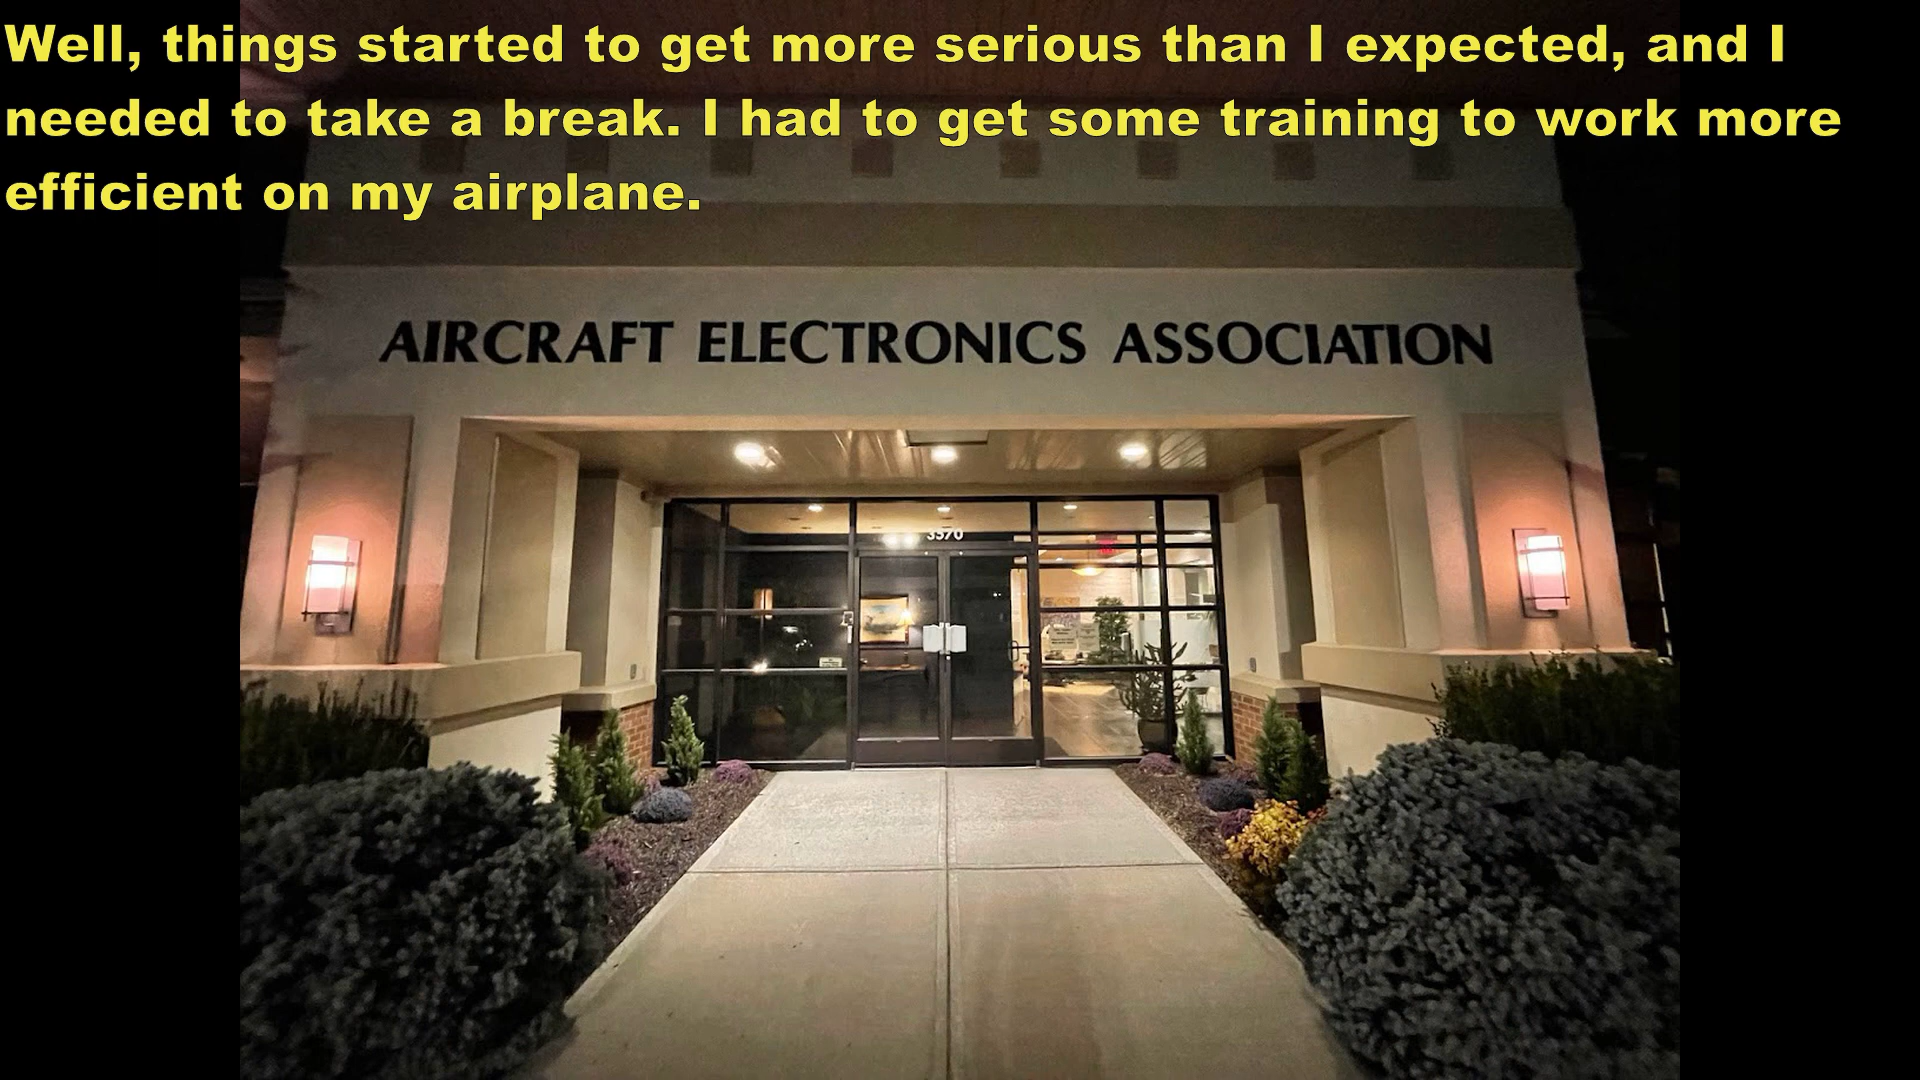 Well, things started to get more serious than I expected, and I
needed to take a break. I had to get some training to work more
efficient on my airplane.
AIRCRAFT ELECTRONICS ASSOCIATION
3570